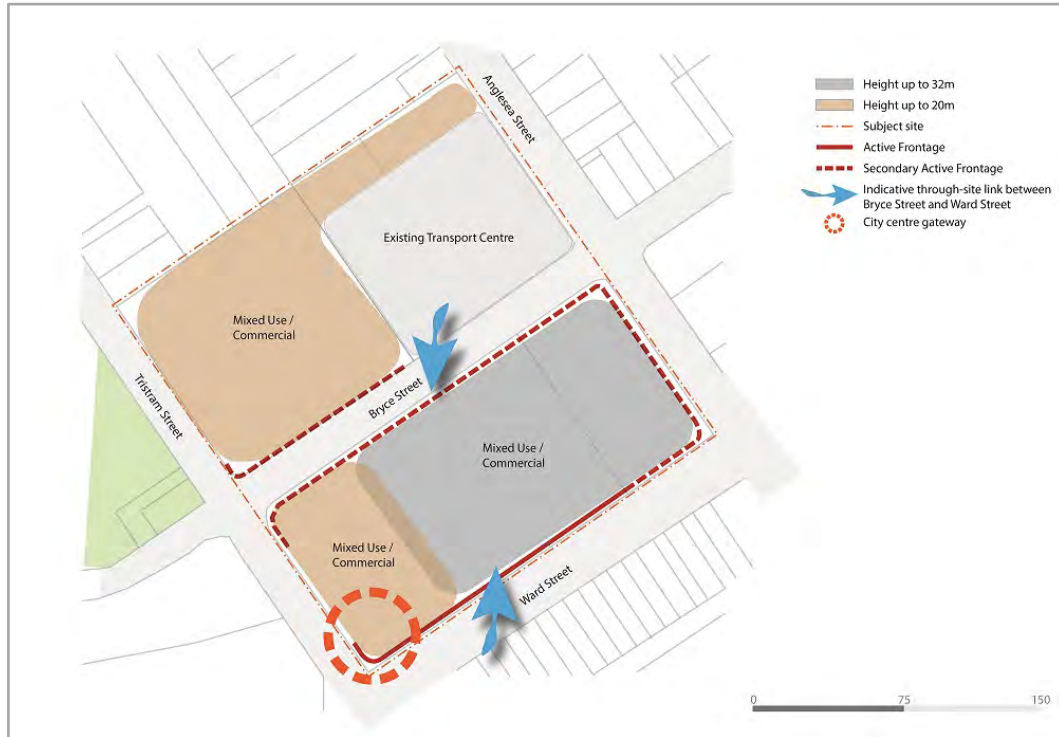 Anglesea Street
Height up to 32m
Height up to 20m
Subject site
Active Frontage
Secondary Active Frontage
Indicative through-site link between
Bryce Street and Ward Street
City centre gateway
Existing Transport Centre
Mixed Use /
Commercial
Tristram Street
Bryce Street
Mixed Use /
Commercial
Mixed Use /
Commercial
Ward Street
0 75 150